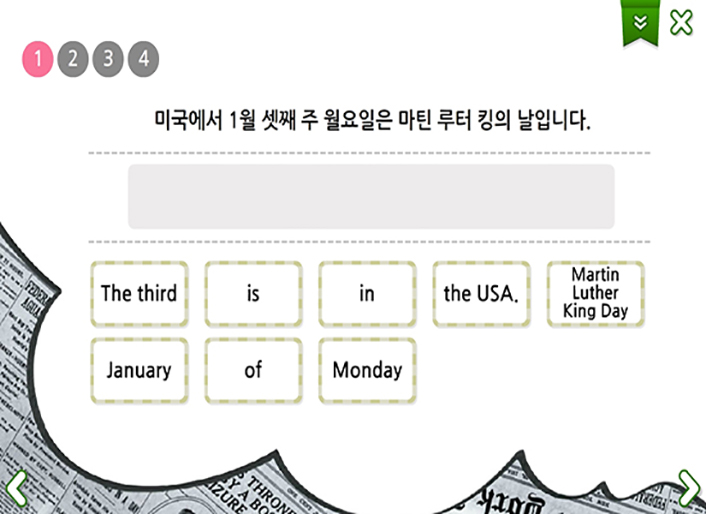 1 2 3 4
미국에서 1월 셋째 주 월요일은 마틴 루터 킹의 날입니다.
The third
is
in
the USA.
Martin
Luther
King Day
January
of
Monday
THRONE